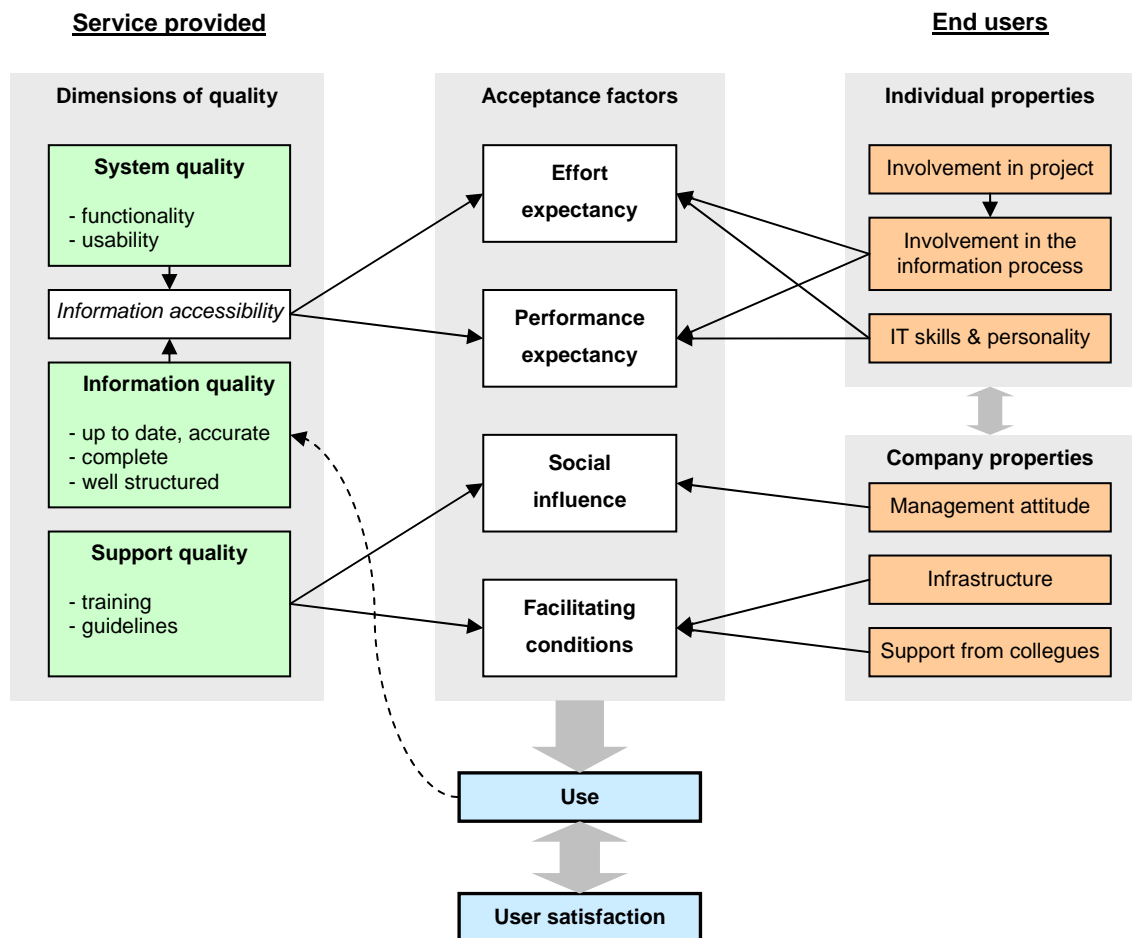 Service provided
End users
Dimensions of quality
System quality
- functionality
- usability
Information accessibility
Information quality
- up to date, accurate
- complete
- well structured
Support quality
- training
- guidelines
Acceptance factors
Effort
expectancy
Performance
expectancy
Social
influence
Facilitating
conditions
Individual properties
Involvement in project
Involvement in the
information process
IT skills & personality
Company properties
Management attitude
Infrastructure
Support from collegues
Use
User satisfaction